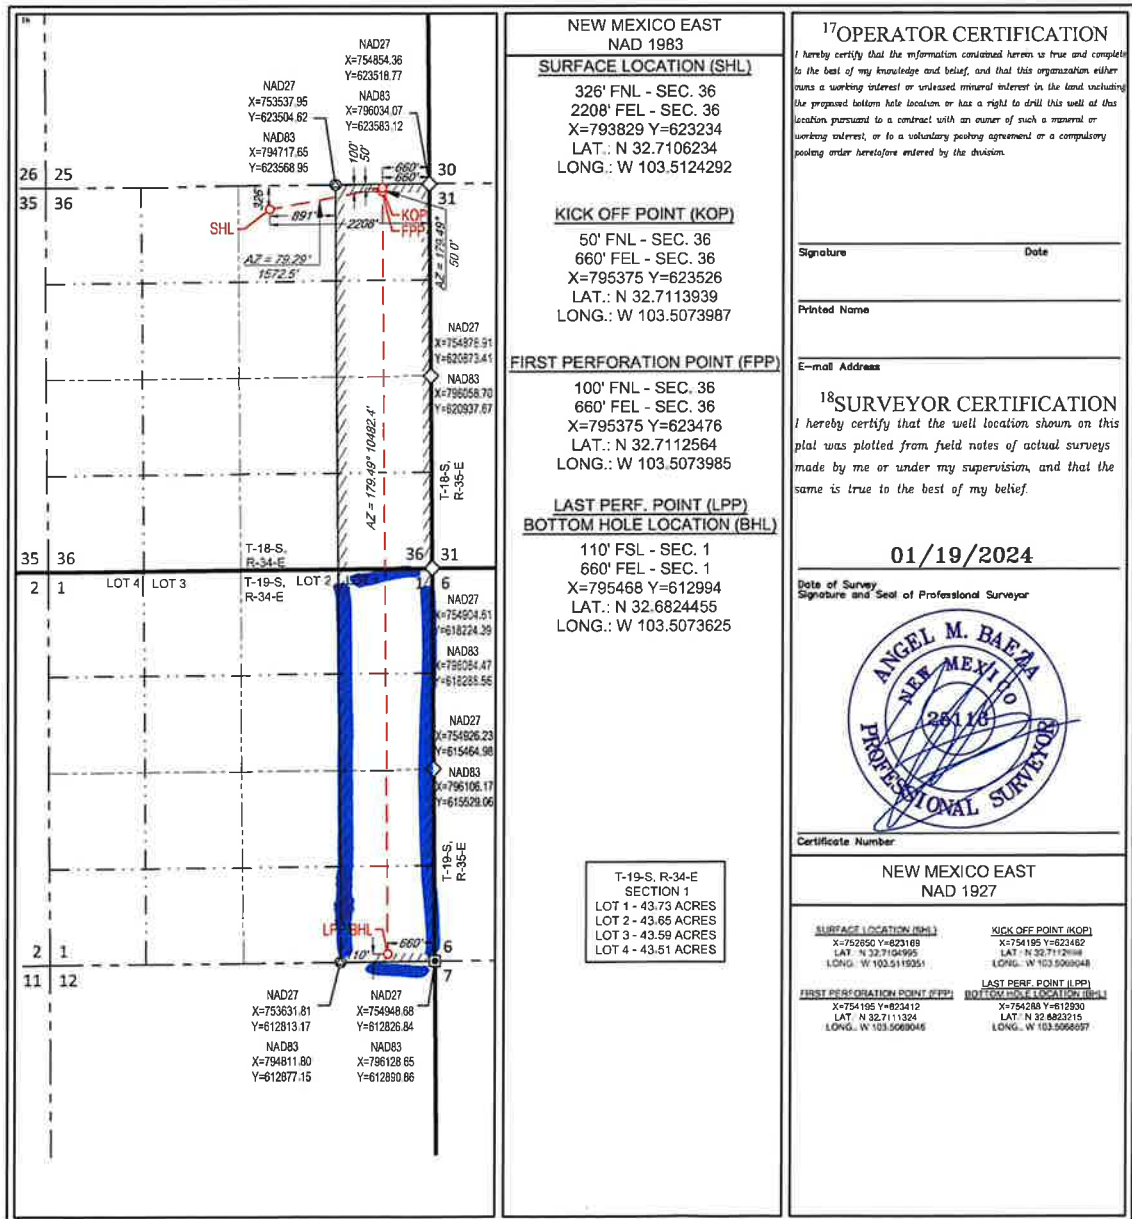 NAD27
X=754854.36
Y=623518.77
NAD27
X=753537.95
Y=623504.62
NAD83
X=796034.07
Y=623583.12
NAD83
X=794717.65
Y=623568.95
100'
50'
660'
660'
26 25
30
35 36
31
326'
KOP
FPP
891'
2208'
SHL
AZ = 79.29°
1572.5'
AZ = 179.49°
50.0'
NAD27
X=754878.91
Y=620873.41
NAD83
X=796058.70
Y=620937.67
AZ = 179.49° 10482.4'
T-18-S,
R-35-E
T-18-S,
R-34-E
35 36
36 31
2 1
LOT 4 LOT 3
T-19-S,
R-34-E
LOT 2
1 6
NAD27
X=754904.61
Y=618224.39
NAD83
X=796084.47
Y=618288.56
NAD27
X=754926.23
Y=615464.98
NAD83
X=796106.17
Y=615529.06
T-19-S,
R-35-E
BHL
660'
2 1
6
11 12
7
NAD27
X=753631.81
Y=612813.17
NAD83
X=794811.80
Y=612877.15
NAD27
X=754948.68
Y=612826.84
NAD83
X=796128.65
Y=612890.86
NEW MEXICO EAST
NAD 1983
SURFACE LOCATION (SHL)
326' FNL - SEC. 36
2208' FEL - SEC. 36
X=793829 Y=623234
LAT.: N 32.7106234
LONG.: W 103.5124292
KICK OFF POINT (KOP)
50' FNL - SEC. 36
660' FEL - SEC. 36
X=795375 Y=623526
LAT.: N 32.7113939
LONG.: W 103.5073987
FIRST PERFORATION POINT (FPP)
100' FNL - SEC. 36
660' FEL - SEC. 36
X=795375 Y=623476
LAT.: N 32.7112564
LONG.: W 103.5073985
LAST PERF. POINT (LPP)
BOTTOM HOLE LOCATION (BHL)
110' FSL - SEC. 1
660' FEL - SEC. 1
X=795468 Y=612994
LAT.: N 32.6824455
LONG.: W 103.5073625
T-19-S, R-34-E
SECTION 1
LOT 1 - 43.73 ACRES
LOT 2 - 43.65 ACRES
LOT 3 - 43.59 ACRES
LOT 4 - 43.51 ACRES
17 OPERATOR CERTIFICATION
I hereby certify that the information contained herein is true and complete
to the best of my knowledge and belief, and that this organization either
owns a working interest or unleased mineral interest in the land including
the proposed bottom hole location or has a right to drill this well at this
location pursuant to a contract with an owner of such a mineral or
working interest, or to a voluntary pooling agreement or a compulsory
pooling order heretofore entered by the division.
Signature Date
Printed Name
E-mail Address
18 SURVEYOR CERTIFICATION
I hereby certify that the well location shown on this
plat was plotted from field notes of actual surveys
made by me or under my supervision, and that the
same is true to the best of my belief.
01/19/2024
Date of Survey
Signature and Seal of Professional Surveyor
ANGEL M. BAEZA
NEW MEXICO
25116
PROFESSIONAL SURVEYOR
Certificate Number
NEW MEXICO EAST
NAD 1927
SURFACE LOCATION (SHL)
X=752650 Y=623169
LAT.: N 32.7104995
LONG.: W 103.5119351
KICK OFF POINT (KOP)
X=754195 Y=623462
FIRST PERFORATION POINT (FPP)
X=754195 Y=623412
LAT.: N 32.7111324
LONG.: W 103.5069046
LAST PERF. POINT (LPP)
BOTTOM HOLE LOCATION (BHL)
X=754288 Y=612930
LAT.: N 32.6823215